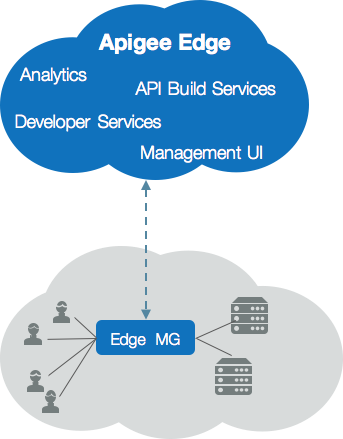 Apigee Edge
Analytics
API Build Services
Developer Services
Management UI
Edge MG